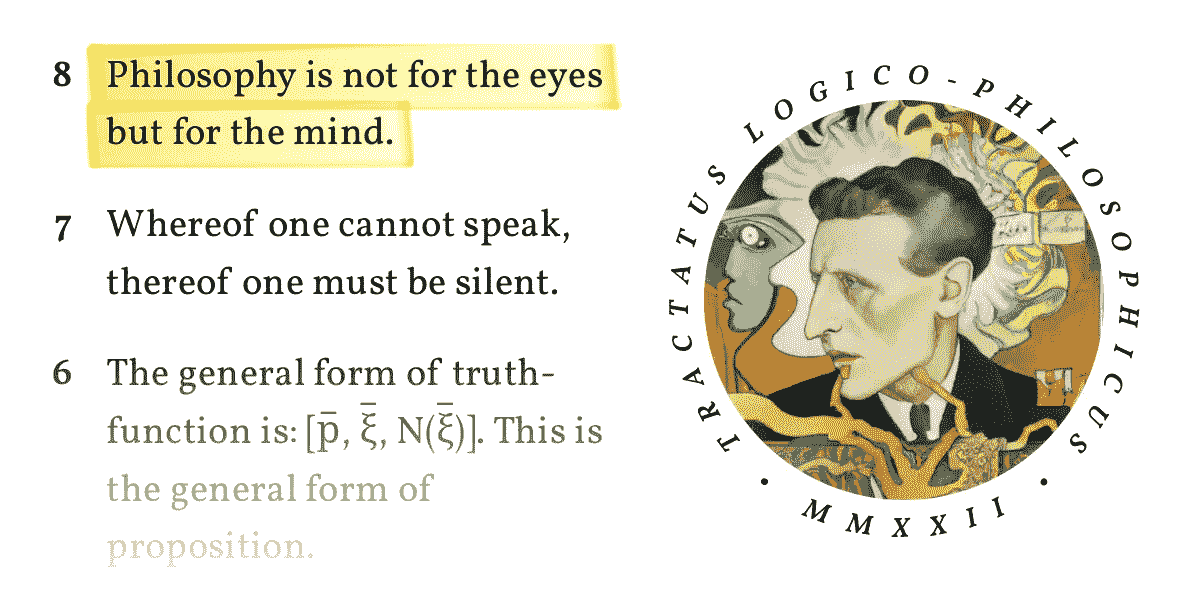 8 Philosophy is not for the eyes
but for the mind.
7 Whereof one cannot speak,
thereof one must be silent.
6 The general form of truth-
function is: [p̅, ξ̅, N(ξ̅)]. This is
the general form of
proposition.
TRACTATUS LOGICO-PHILOSOPHICUS
• MMXXII •